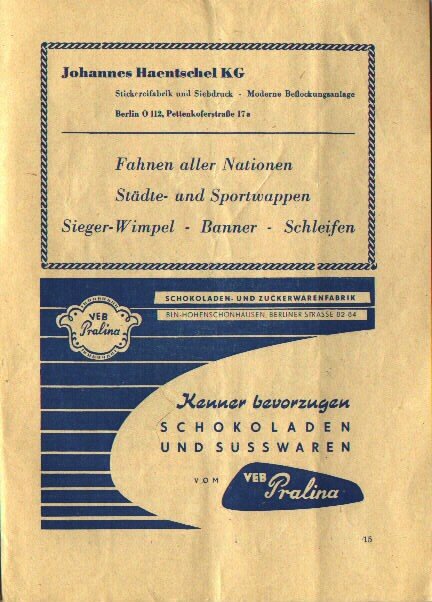 Johannes Haentschel KG
Stickereifabrik und Siebdruck - Moderne Beflockungsanlage
Berlin O 112, Pettenkoferstraße 17a
Fahnen aller Nationen
Städte- und Sportwappen
Sieger-Wimpel - Banner - Schleifen
SCHOKOLADEN- UND ZUCKERWARENFABRIK
BLN-HOHENSCHÖNHAUSEN, BERLINER STRASSE 82-84
VEB
Pralina
Kenner bevorzugen
SCHOKOLADEN
UND SUSSWAREN
VOM
VEB
Pralina
15